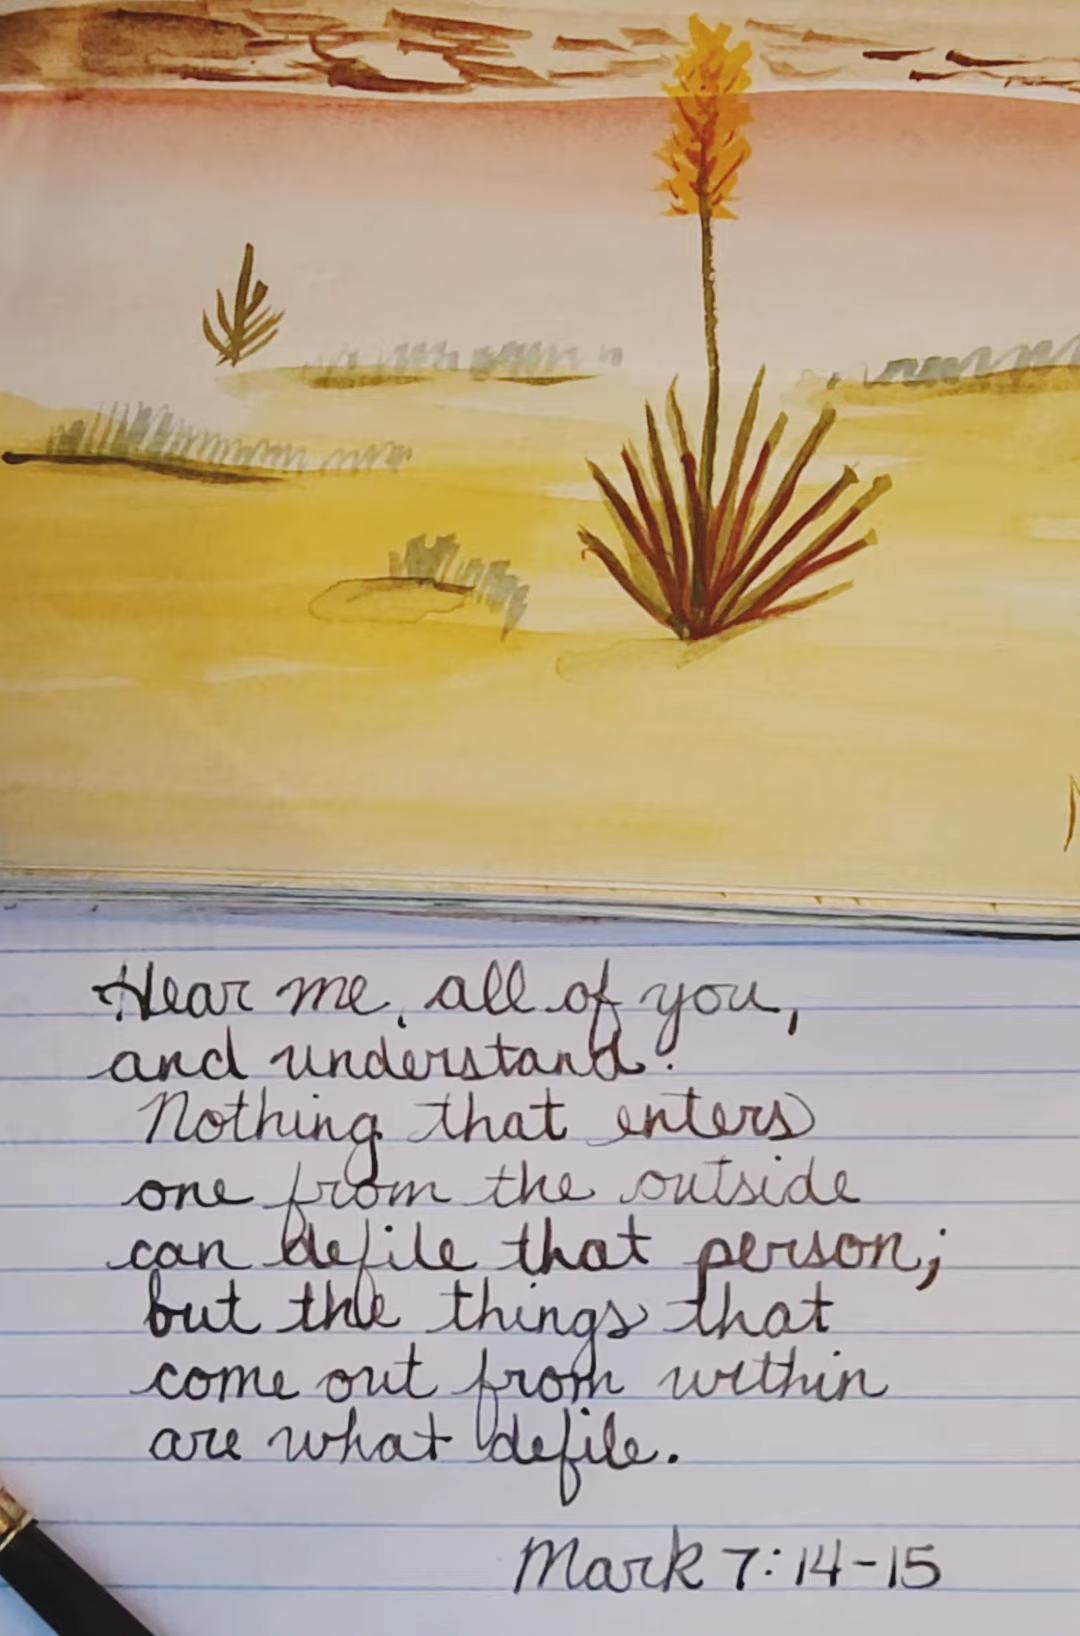 Hear me, all of you,
and understand.
Nothing that enters
one from the outside
can defile that person;
but the things that
come out from within
are what defile.
Mark 7:14-15